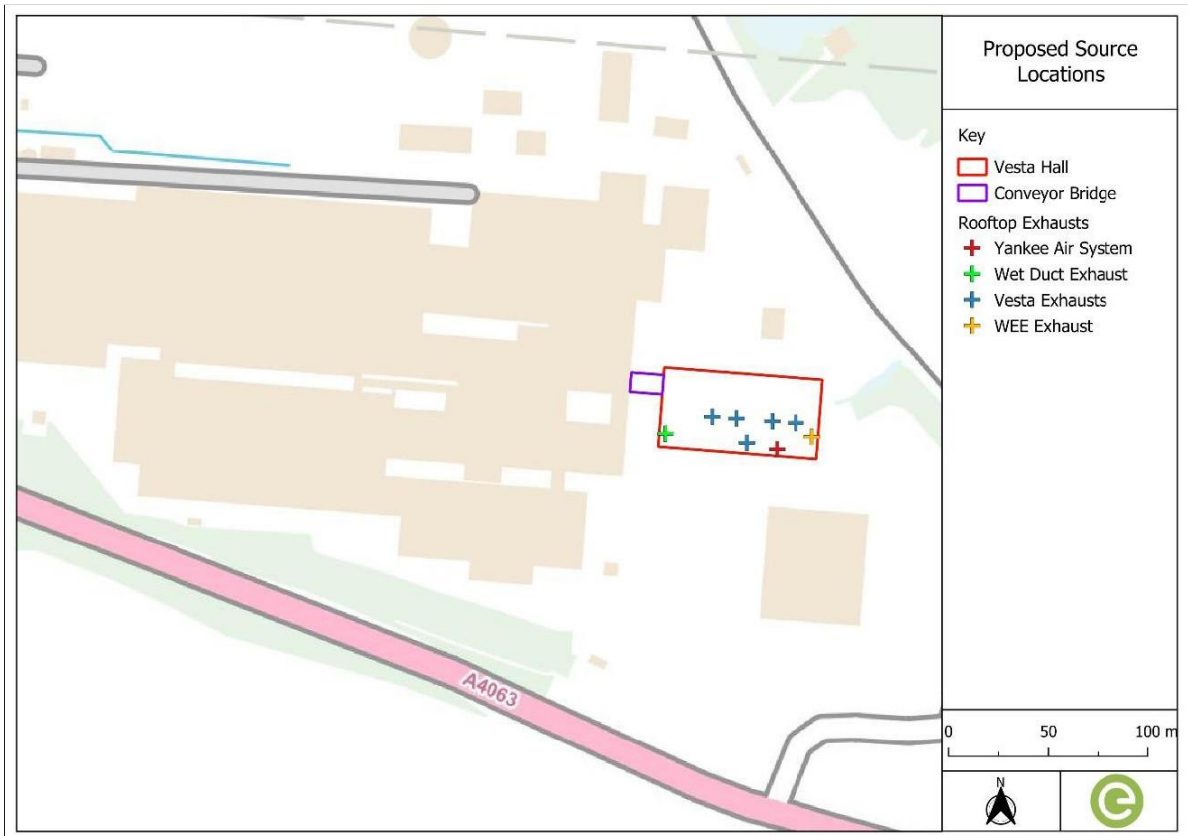 Proposed Source
Locations
Key
Vesta Hall
Conveyor Bridge
Rooftop Exhausts
Yankee Air System
Wet Duct Exhaust
Vesta Exhausts
WEE Exhaust
A4063
0 50 100 m
N
e